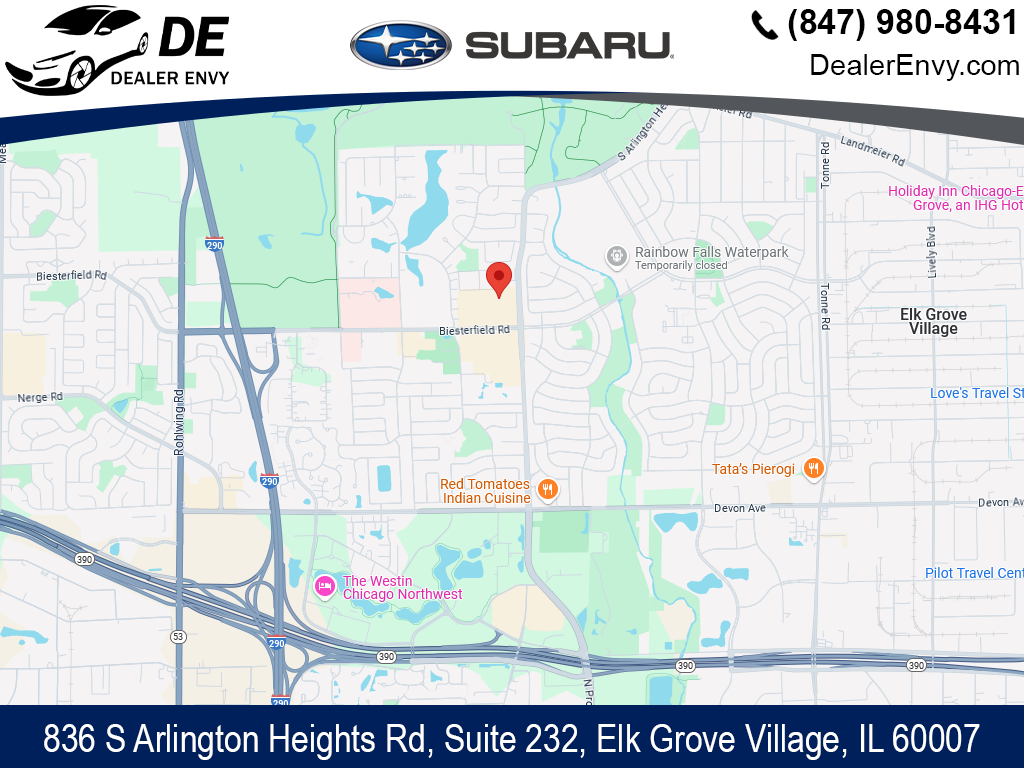 DE
DEALER ENVY
SUBARU
(847) 980-8431
DealerEnvy.com
S Arlington He
eier Rd
Landmeier Rd
Tonne Rd
Holiday Inn Chicago-E
Grove, an IHG Hot
Lively Blvd
290
Rainbow Falls Waterpark
Temporarily closed
Biesterfield Rd
Biesterfield Rd
Tonne Rd
Elk Grove
Village
Love's Travel St
Nerge Rd
Rohlwing Rd
290
Tata's Pierogi
Red Tomatoes
Indian Cuisine
Devon Ave
Devon Av
390
The Westin
Chicago Northwest
Pilot Travel Cent
53
290
390
390
390
290
N Pro
836 S Arlington Heights Rd, Suite 232, Elk Grove Village, IL 60007